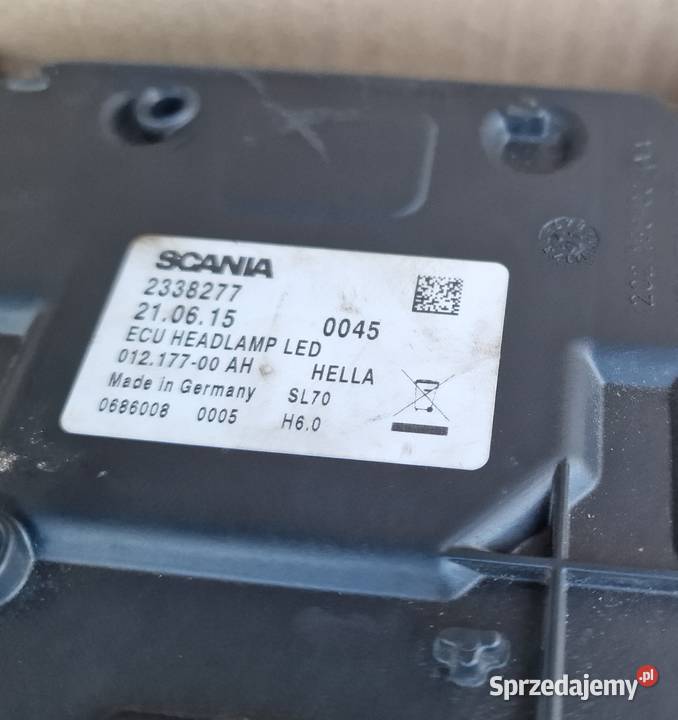 SCANIA
2338277
21.06.15 0045
ECU HEADLAMP LED
012.177-00 AH HELLA
Made in Germany SL70
0686008 0005 H6.0
Sprzedajemy.pl